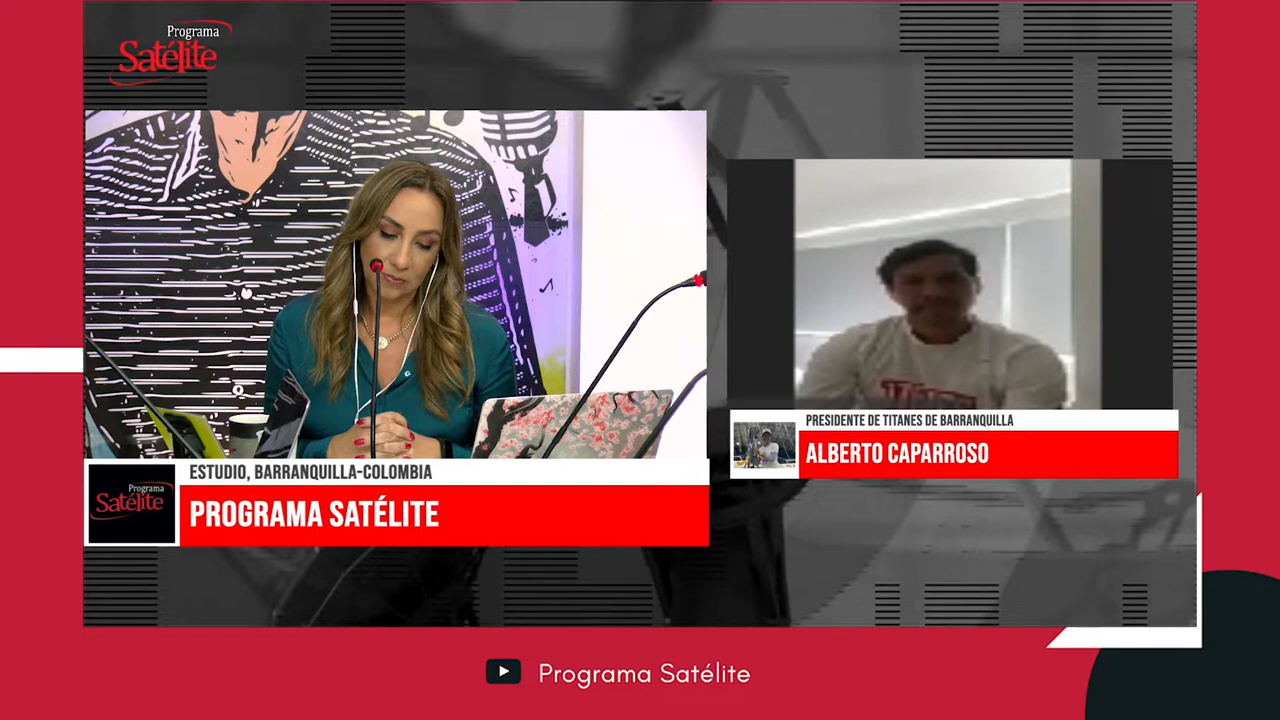 Programa
Satélite
PRESIDENTE DE TITANES DE BARRANQUILLA
ALBERTO CAPARROSO
ESTUDIO, BARRANQUILLA-COLOMBIA
Programa
Satélite
PROGRAMA SATÉLITE
Programa Satélite